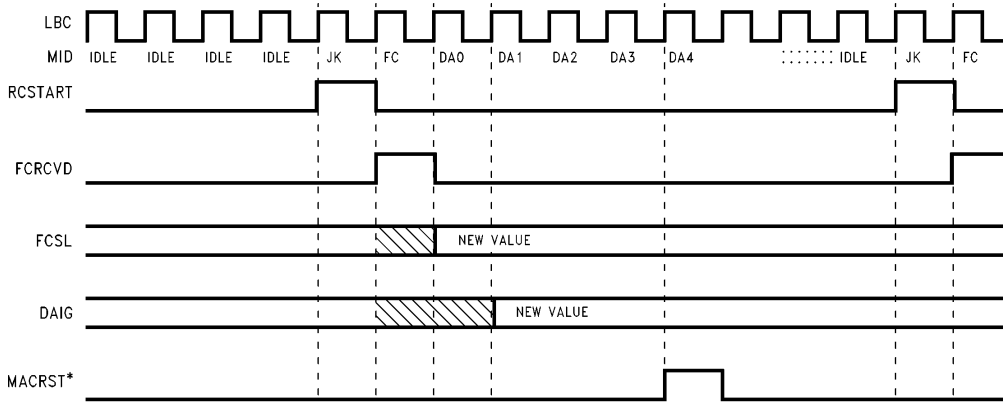 LBC
MID IDLE IDLE IDLE IDLE JK FC DA0 DA1 DA2 DA3 DA4 IDLE JK FC
RCSTART
FCRCVD
FCSL NEW VALUE
DAIG NEW VALUE
MACRST*